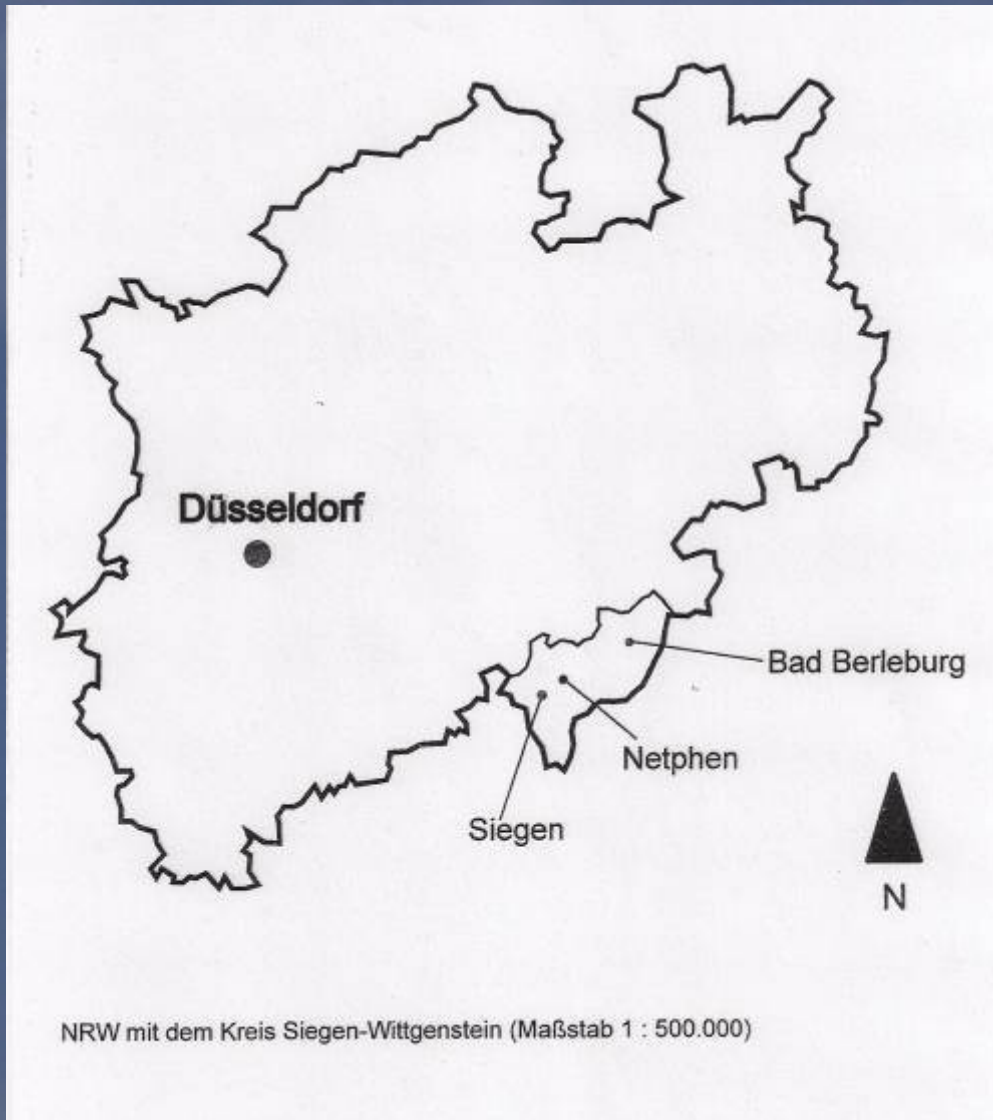 Düsseldorf
Bad Berleburg
Netphen
Siegen
N
NRW mit dem Kreis Siegen-Wittgenstein (Maßstab 1 : 500.000)